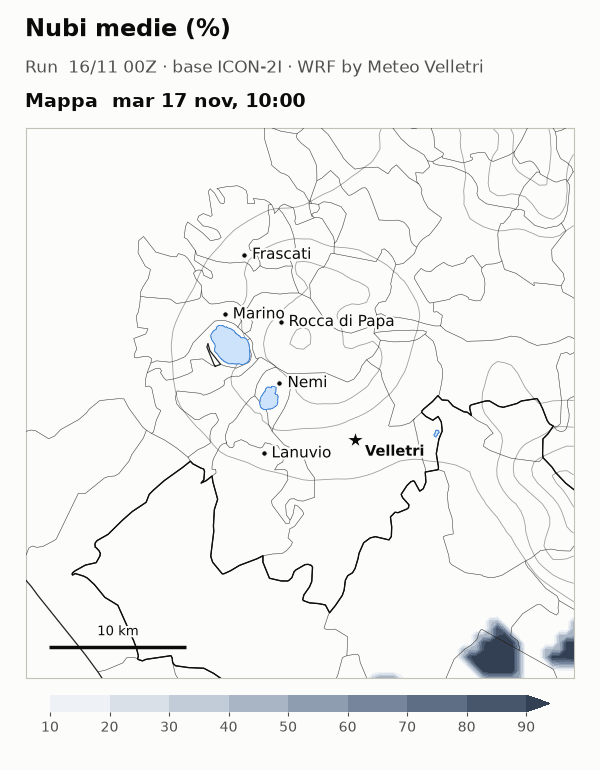 Nubi medie (%)
Run  16/11 00Z · base ICON-2I · WRF by Meteo Velletri
Mappa  mar 17 nov, 10:00
Frascati
Marino
Rocca di Papa
Nemi
Velletri
Lanuvio
10 km
10 20 30 40 50 60 70 80 90